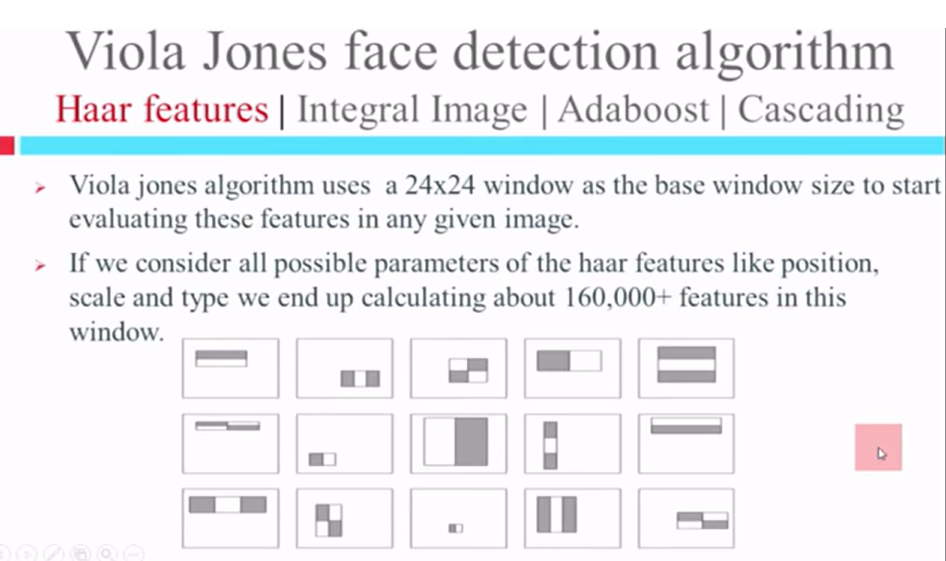 Viola Jones face detection algorithm
Haar features | Integral Image | Adaboost | Cascading
Viola jones algorithm uses a 24x24 window as the base window size to start
evaluating these features in any given image.
If we consider all possible parameters of the haar features like position,
scale and type we end up calculating about 160,000+ features in this
window.